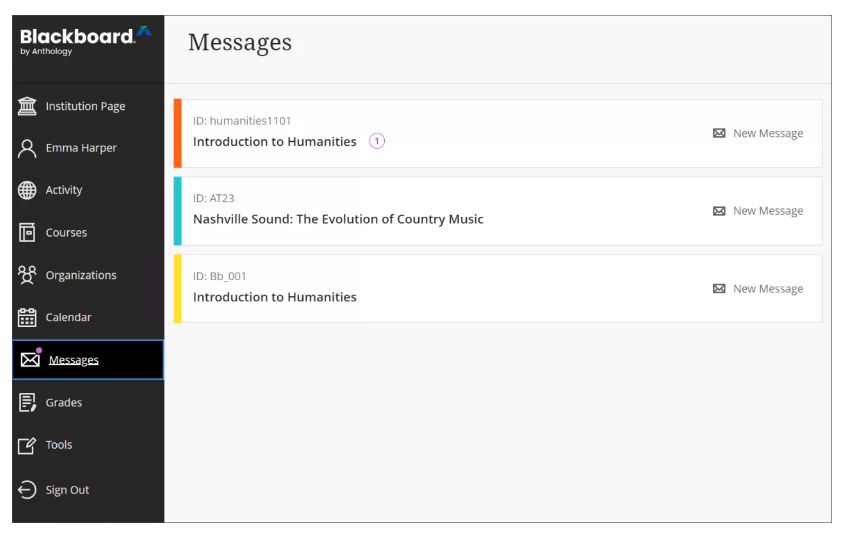 Blackboard
by Anthology
Messages
Institution Page
Emma Harper
Activity
Courses
Organizations
Calendar
Messages
Grades
Tools
Sign Out
ID: humanities1101
Introduction to Humanities 1
New Message
ID: AT23
Nashville Sound: The Evolution of Country Music
New Message
ID: Bb_001
Introduction to Humanities
New Message